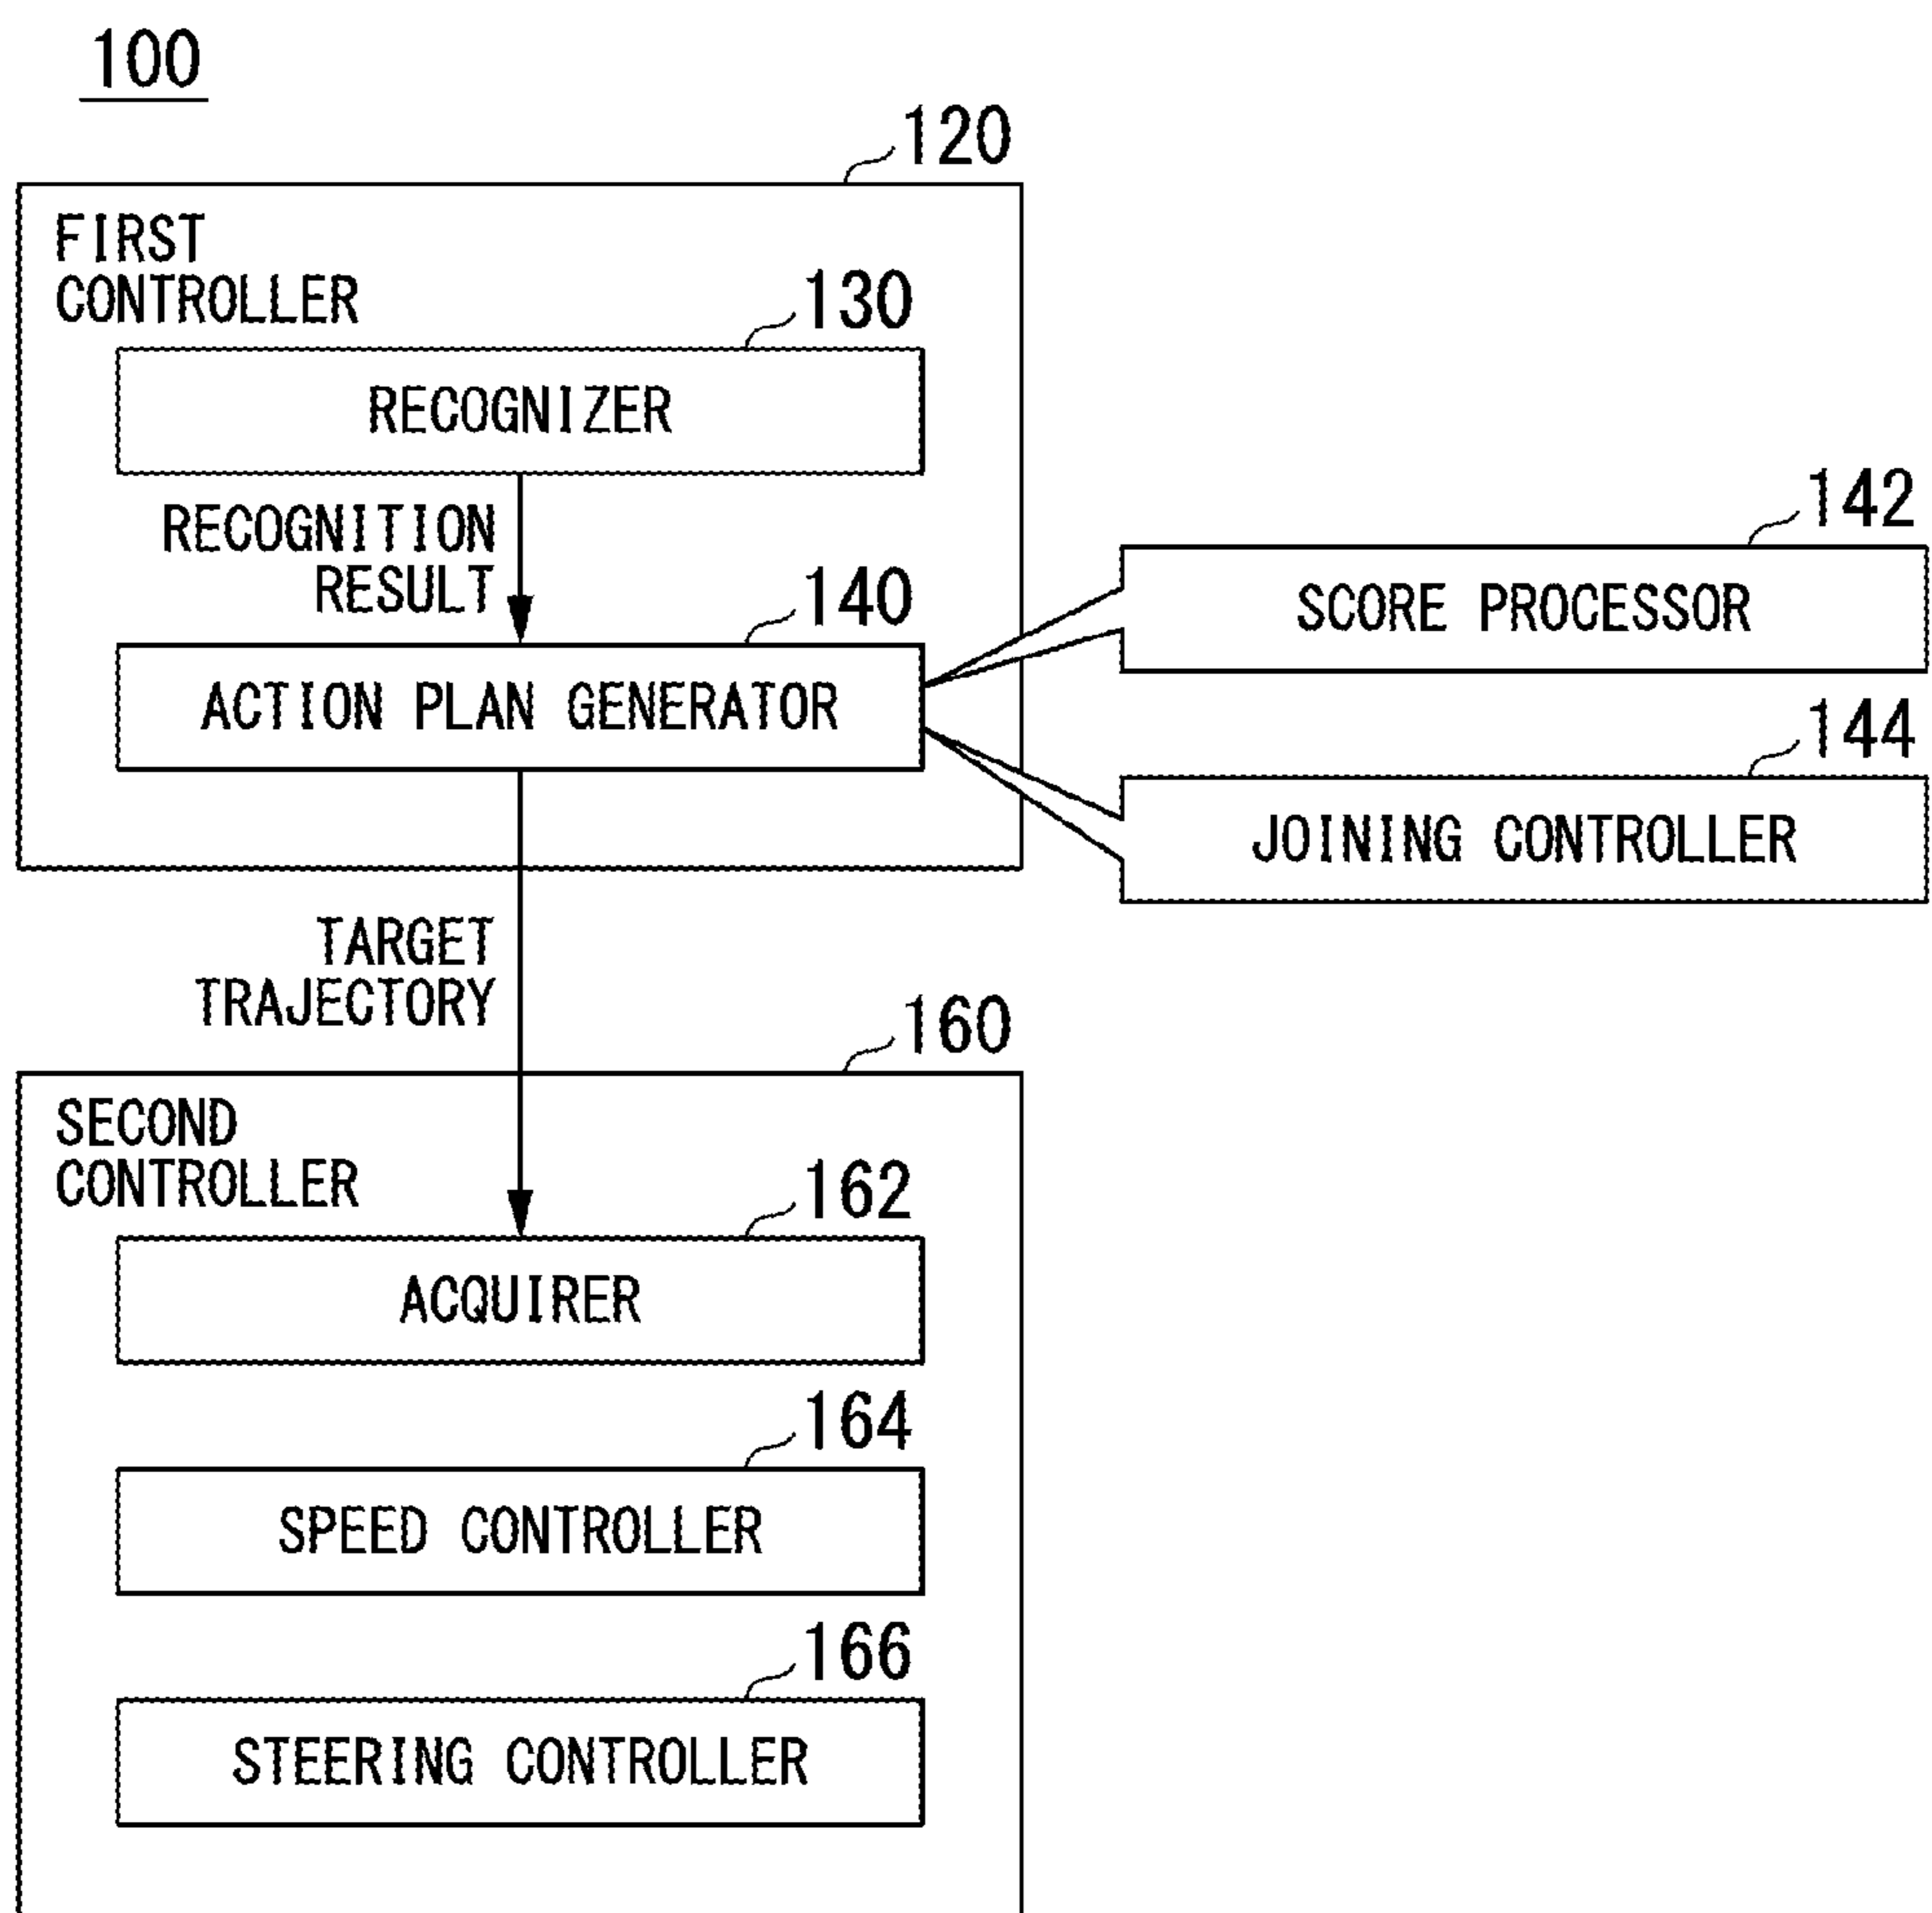 100
120
FIRST
CONTROLLER
130
RECOGNIZER
RECOGNITION
RESULT
140
ACTION PLAN GENERATOR
142
SCORE PROCESSOR
144
JOINING CONTROLLER
TARGET
TRAJECTORY
160
SECOND
CONTROLLER
162
ACQUIRER
164
SPEED CONTROLLER
166
STEERING CONTROLLER